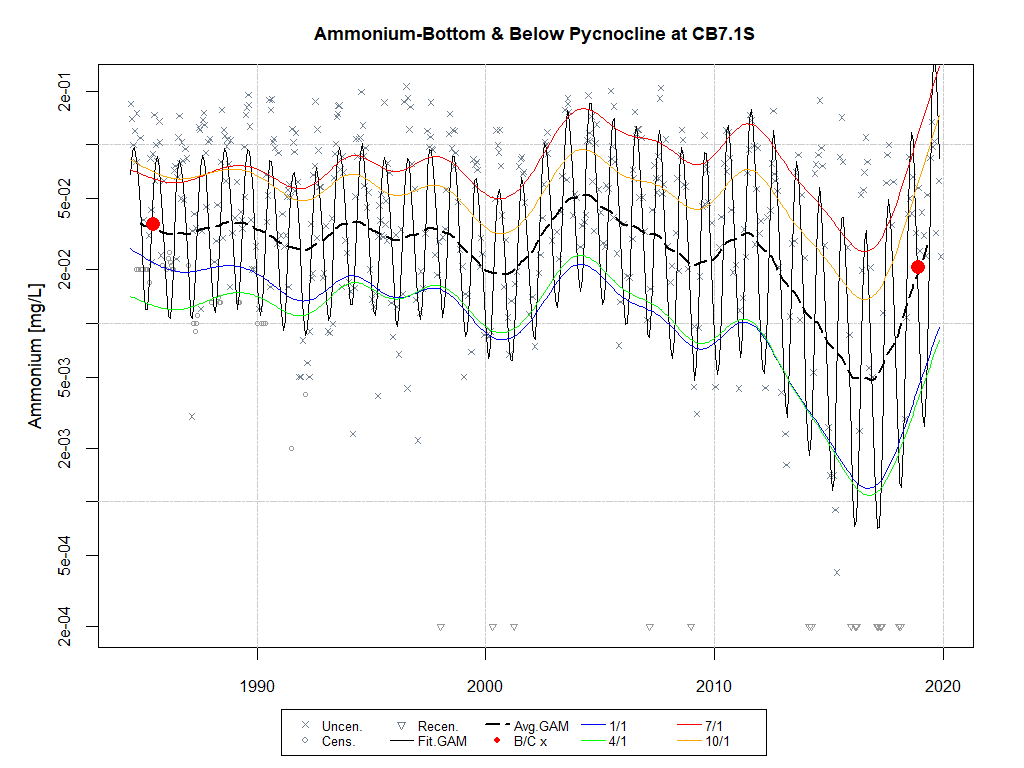 Ammonium-Bottom & Below Pycnocline at CB7.1S
Ammonium [mg/L]
2e-01
5e-02
2e-02
5e-03
2e-03
5e-04
2e-04
1990 2000 2010 2020
Uncen. Recen. Avg.GAM 1/1 7/1
Cens. Fit.GAM B/C x 4/1 10/1